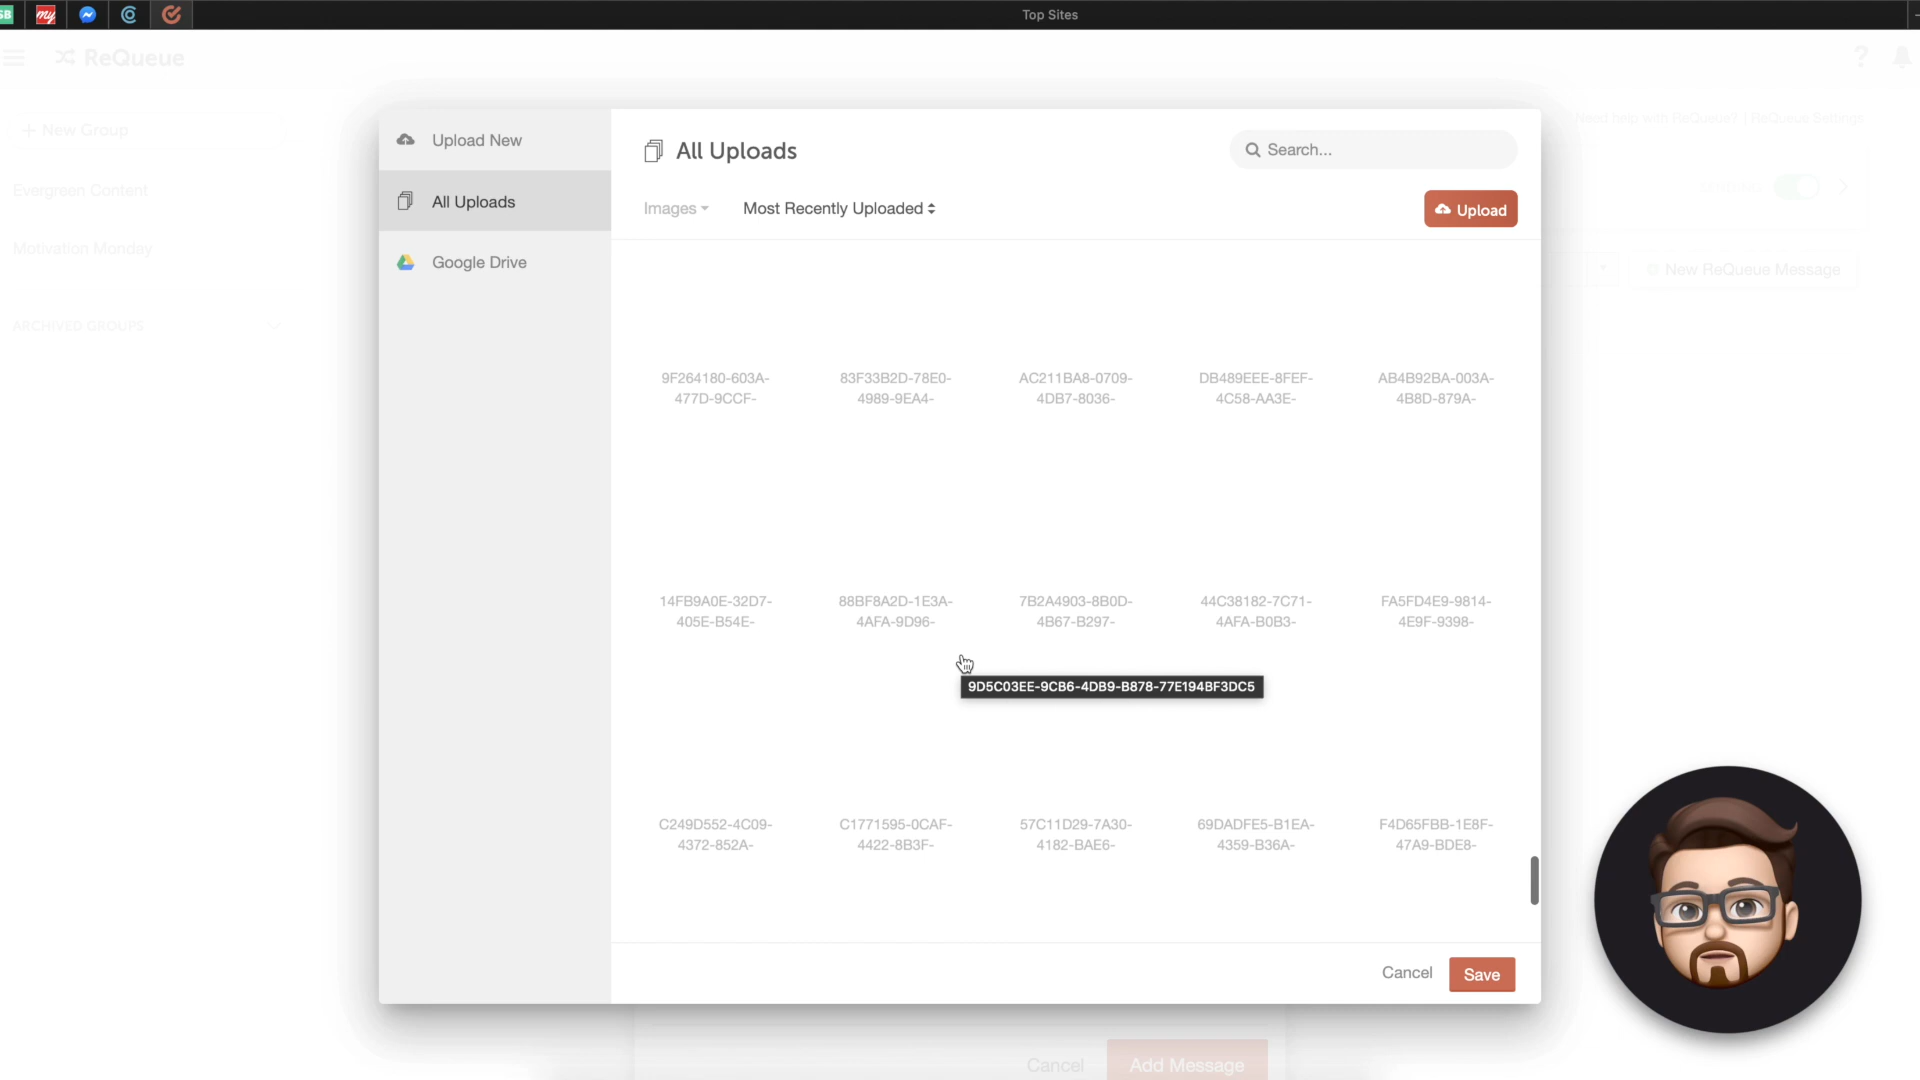 SB
my
Top Sites
ReQueue
New Group
Need help with ReQueue? | ReQueue Settings
Evergreen Content
Motivation Monday
New ReQueue Message
ARCHIVED GROUPS
Upload New
All Uploads
Google Drive
All Uploads
Search...
Images
Most Recently Uploaded
Upload
9F264180-603A-
477D-9CCF-
83F33B2D-78E0-
4989-9EA4-
AC211BA8-0709-
4DB7-8036-
DB489EEE-8FEF-
4C58-AA3E-
AB4B92BA-003A-
4B8D-879A-
14FB9A0E-32D7-
405E-B54E-
88BF8A2D-1E3A-
4AFA-9D96-
7B2A4903-8B0D-
4B67-B297-
44C38182-7C71-
4AFA-B0B3-
FA5FD4E9-9814-
4E9F-9398-
9D5C03EE-9CB6-4DB9-B878-77E194BF3DC5
C249D552-4C09-
4372-852A-
C1771595-0CAF-
4422-8B3F-
57C11D29-7A30-
4182-BAE6-
69DADFE5-B1EA-
4359-B36A-
F4D65FBB-1E8F-
47A9-BDE8-
Cancel
Save
Cancel
Add Message